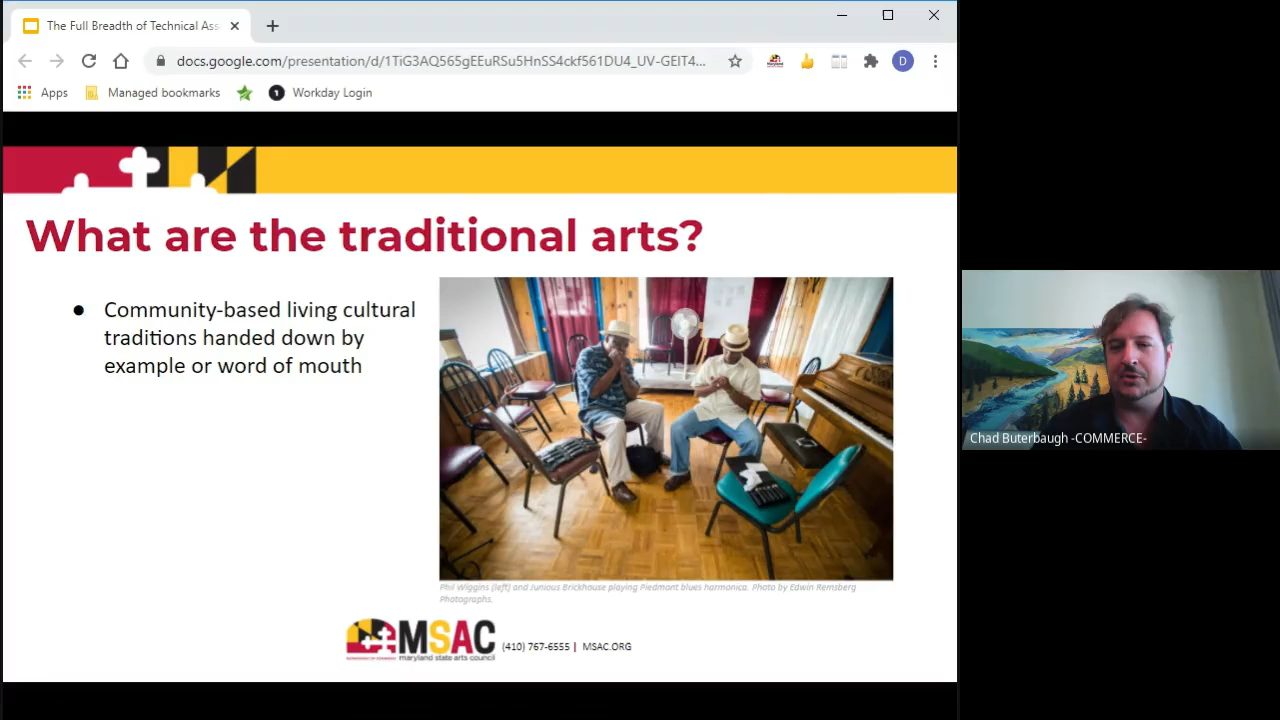 The Full Breadth of Technical Ass
docs.google.com/presentation/d/1TiG3AQ565gEEuRSu5HnSS4ckf561DU4_UV-GEIT4...
D
Apps
Managed bookmarks
Workday Login
What are the traditional arts?
● Community-based living cultural
traditions handed down by
example or word of mouth
Phil Wiggins (left) and Junious Brickhouse playing Piedmont blues harmonica. Photo by Edwin Remsberg
Photographs.
MSAC
maryland state arts council
(410) 767-6555 | MSAC.ORG
Chad Buterbaugh -COMMERCE-